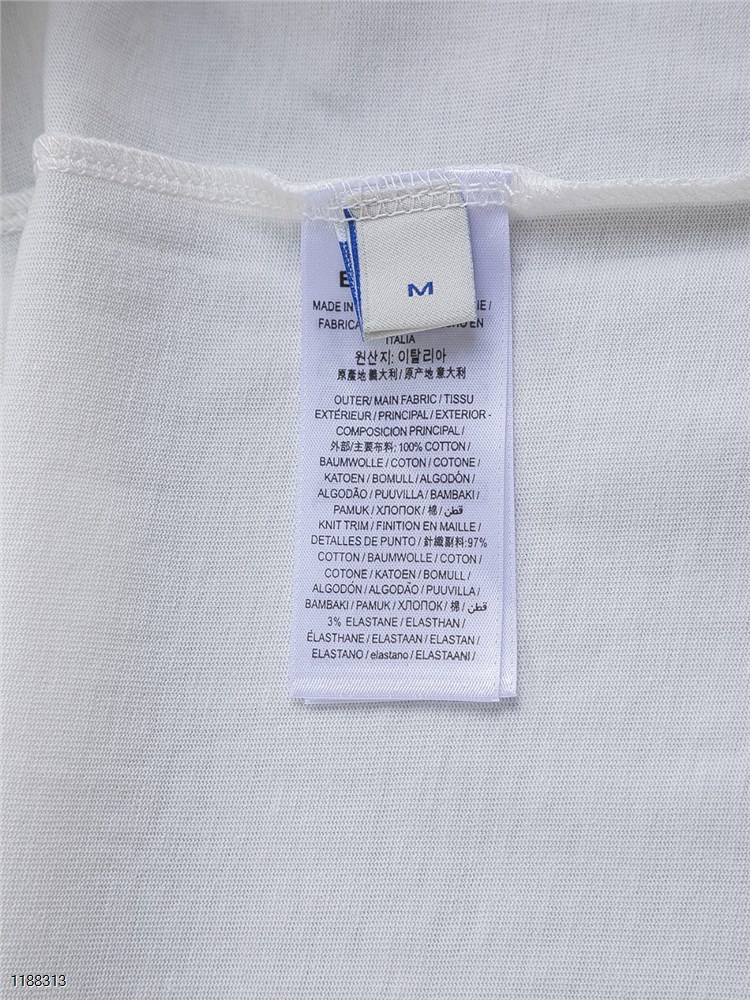 M
MADE IN IE /
FABRICA EN
ITALIA
원산지: 이탈리아
原產地 義大利 / 原产地 意大利
OUTER/ MAIN FABRIC / TISSU
EXTÉRIEUR / PRINCIPAL / EXTERIOR -
COMPOSICION PRINCIPAL /
外部/主要布料: 100% COTTON /
BAUMWOLLE / COTON / COTONE /
KATOEN / BOMULL / ALGODÓN /
ALGODÃO / PUUVILLA / BAMBAKI /
PAMUK / ХЛОПОК / 棉 / قطن
KNIT TRIM / FINITION EN MAILLE /
DETALLES DE PUNTO / 針織副料:97%
COTTON / BAUMWOLLE / COTON /
COTONE / KATOEN / BOMULL /
ALGODÓN / ALGODÃO / PUUVILLA /
BAMBAKI / PAMUK / ХЛОПОК / 棉 / قطن
3% ELASTANE / ELASTHAN /
ÉLASTHANE / ELASTAAN / ELASTAN /
ELASTANO / elastano / ELASTAANI /
1188313